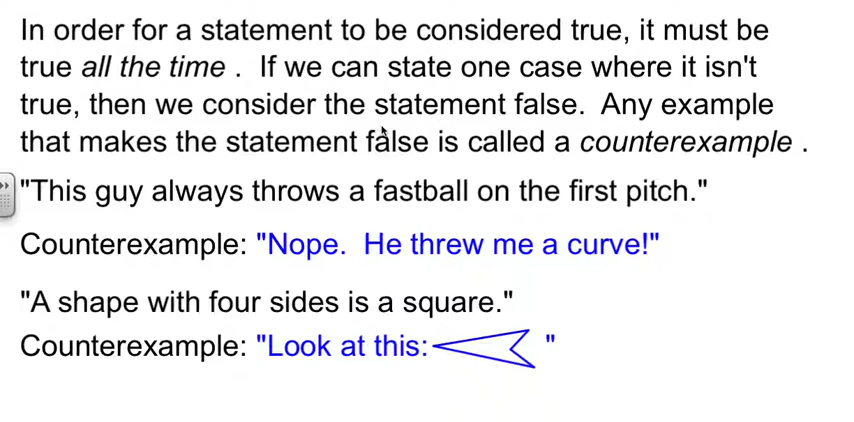 In order for a statement to be considered true, it must be
true all the time . If we can state one case where it isn't
true, then we consider the statement false. Any example
that makes the statement false is called a counterexample .
"This guy always throws a fastball on the first pitch."
Counterexample: "Nope. He threw me a curve!"
"A shape with four sides is a square."
Counterexample: "Look at this: "